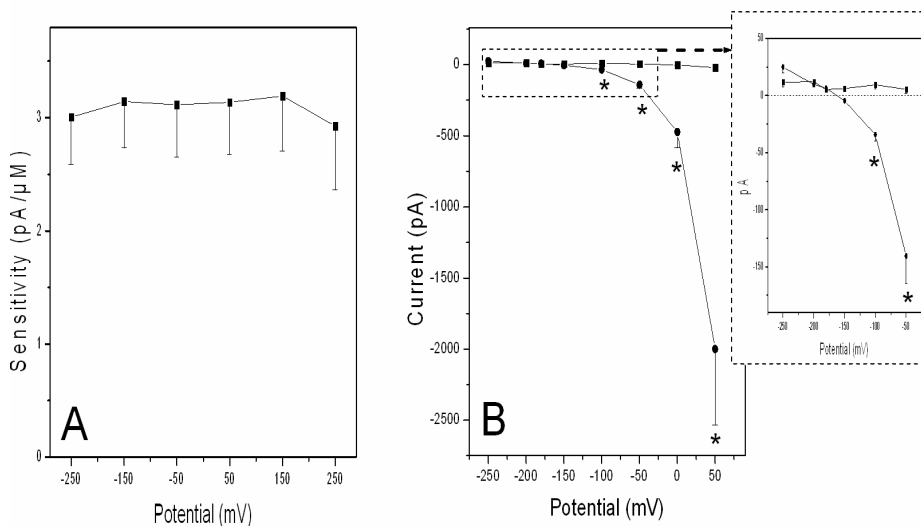 Sensitivity (pA/µM)
3
2
1
0
A
-250 -150 -50 50 150 250
Potential (mV)
Current (pA)
0
-500
-1000
-1500
-2000
-2500
*
*
*
*
B
-250 -200 -150 -100 -50 0 50
Potential (mV)
pA
50
0
-50
-100
-150
*
*
-250 -200 -150 -100 -50
Potential (mV)